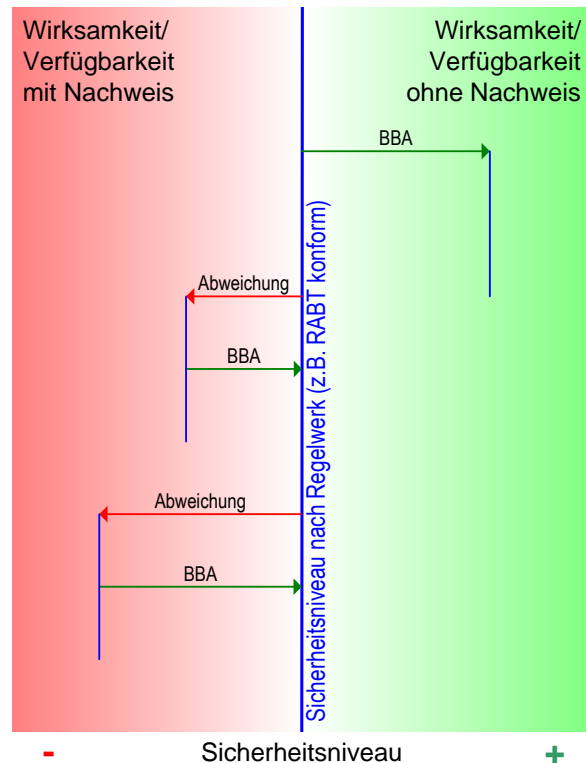 Wirksamkeit/
Verfügbarkeit
mit Nachweis
Wirksamkeit/
Verfügbarkeit
ohne Nachweis
BBA
Abweichung
BBA
Abweichung
BBA
Sicherheitsniveau nach Regelwerk (z.B. RABT konform)
- Sicherheitsniveau +